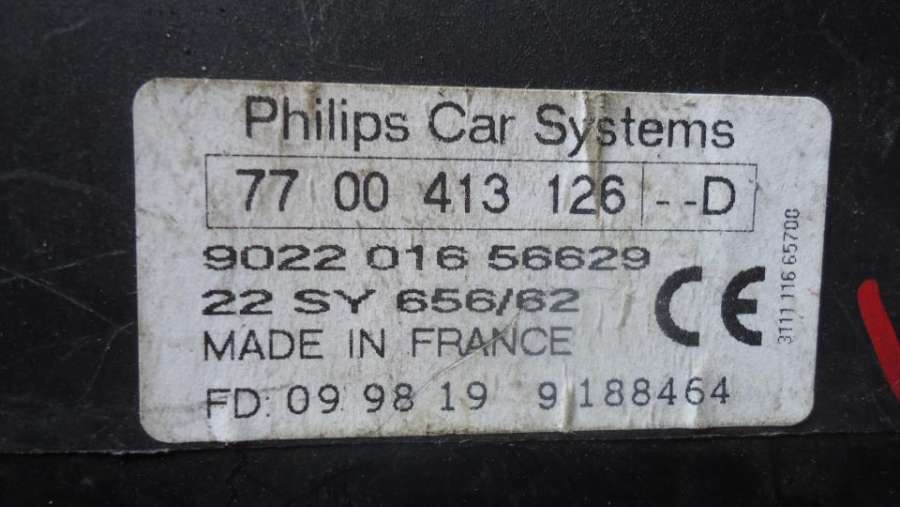 Philips Car Systems
77 00 413 126 --D
9022 016 56629
22 SY 656/62
CE
MADE IN FRANCE
FD: 09 98 19 9 188464
3111 116 65700